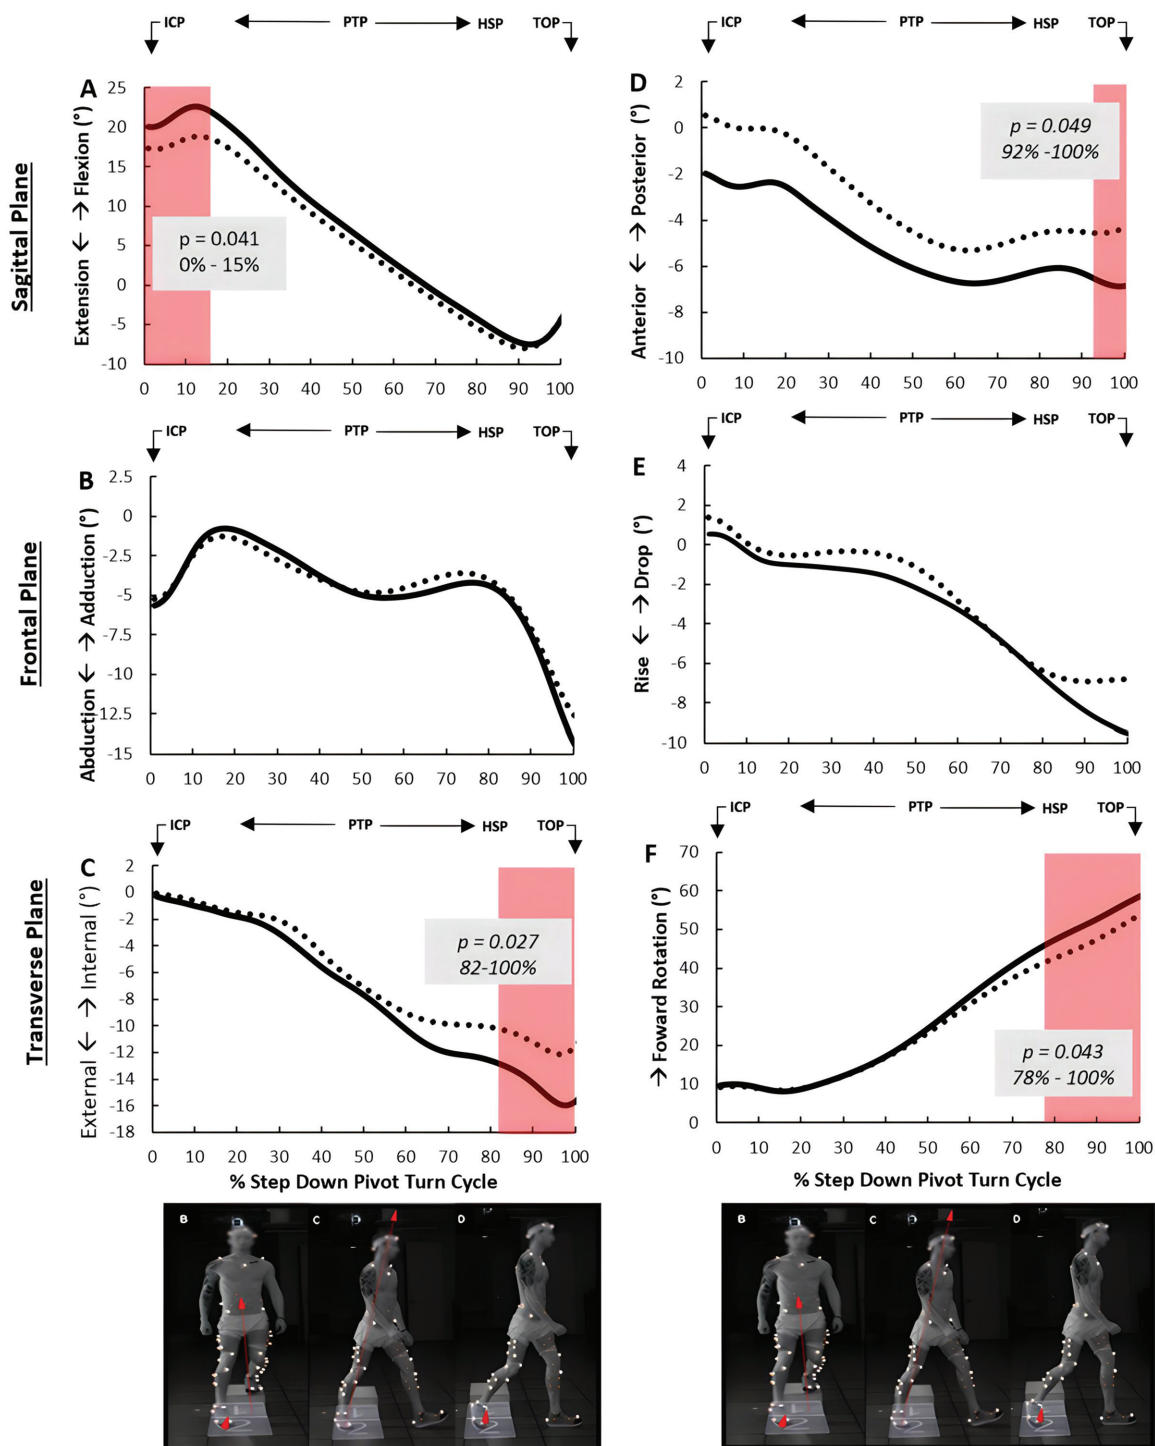 ICP PTP HSP TOP
ICP PTP HSP TOP
Sagittal Plane
A
Extension ← → Flexion (°)
25
20
15
10
5
0
-5
-10
p = 0.041
0% - 15%
0 10 20 30 40 50 60 70 80 90 100
D
Anterior ← → Posterior (°)
2
0
-2
-4
-6
-8
-10
p = 0.049
92% -100%
0 10 20 30 40 50 60 70 80 90 100
ICP PTP HSP TOP
ICP PTP HSP TOP
Frontal Plane
B
Abduction ← → Adduction (°)
2.5
0
-2.5
-5
-7.5
-10
12.5
-15
0 10 20 30 40 50 60 70 80 90 100
E
Rise ← → Drop (°)
4
2
0
-2
-4
-6
-8
-10
0 10 20 30 40 50 60 70 80 90 100
ICP PTP HSP TOP
ICP PTP HSP TOP
Transverse Plane
C
External ← → Internal (°)
2
0
-2
-4
-6
-8
-10
-12
-14
-16
-18
p = 0.027
82-100%
0 10 20 30 40 50 60 70 80 90 100
% Step Down Pivot Turn Cycle
F
→ Foward Rotation (°)
70
60
50
40
30
20
10
0
p = 0.043
78% - 100%
0 10 20 30 40 50 60 70 80 90 100
% Step Down Pivot Turn Cycle
B C D
B C D